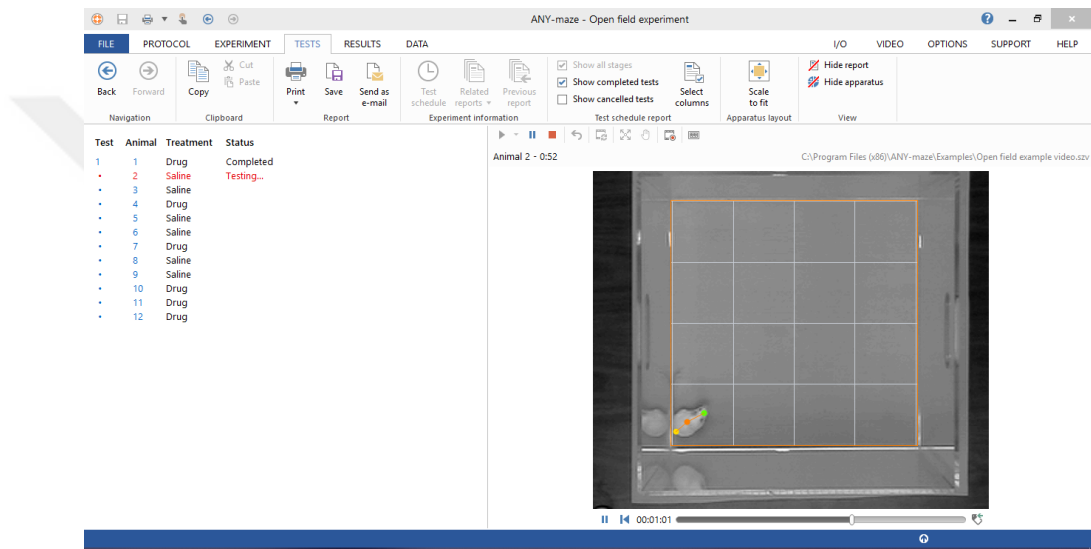 ANY-maze - Open field experiment
FILE PROTOCOL EXPERIMENT TESTS RESULTS DATA I/O VIDEO OPTIONS SUPPORT HELP
Back Forward Copy Cut Paste Print Save Send as e-mail Test schedule Related reports Previous report Show all stages Show completed tests Show cancelled tests Select columns Scale to fit Hide report Hide apparatus
Navigation Clipboard Report Experiment information Test schedule report Apparatus layout View
Test Animal Treatment Status
1 1 Drug Completed
2 Saline Testing...
3 Saline
4 Drug
5 Saline
6 Saline
7 Drug
8 Saline
9 Saline
10 Drug
11 Drug
12 Drug
Animal 2 - 0:52 C:\Program Files (x86)\ANY-maze\Examples\Open field example video.szv
00:01:01